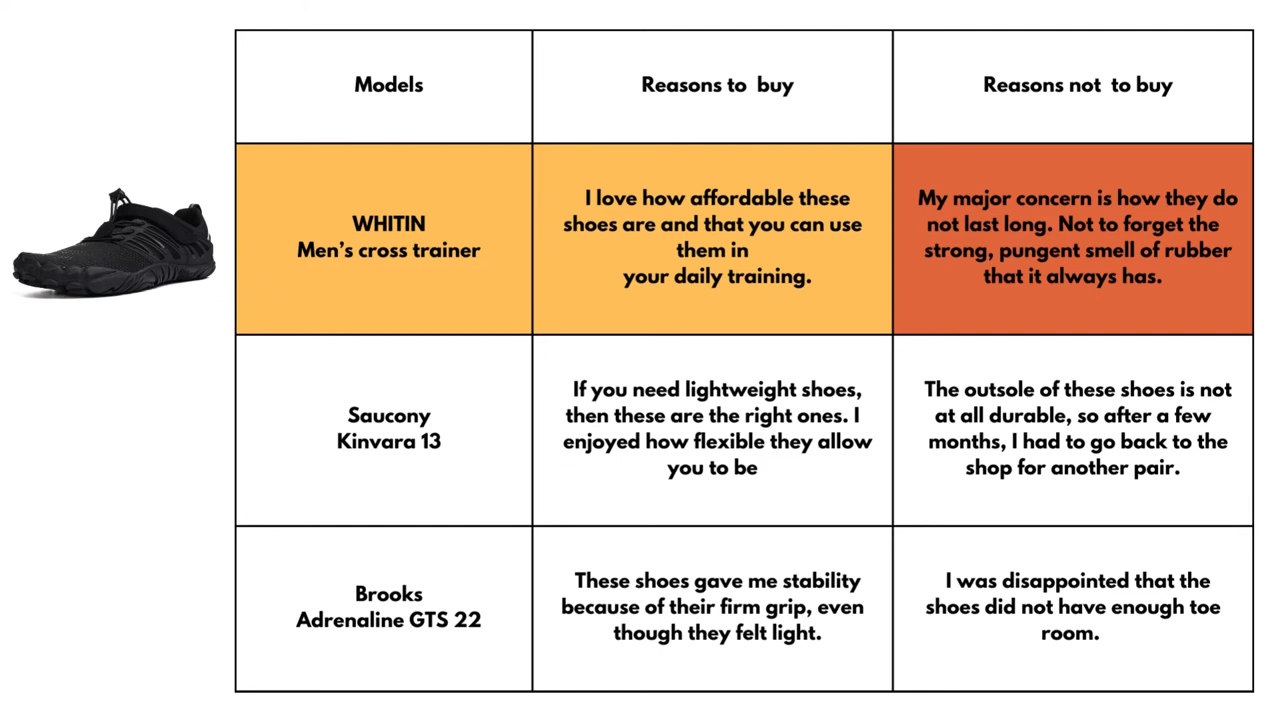 Models
Reasons to buy
Reasons not to buy
WHITIN
Men's cross trainer
I love how affordable these
shoes are and that you can use
them in
your daily training.
My major concern is how they do
not last long. Not to forget the
strong, pungent smell of rubber
that it always has.
Saucony
Kinvara 13
If you need lightweight shoes,
then these are the right ones. I
enjoyed how flexible they allow
you to be
The outsole of these shoes is not
at all durable, so after a few
months, I had to go back to the
shop for another pair.
Brooks
Adrenaline GTS 22
These shoes gave me stability
because of their firm grip, even
though they felt light.
I was disappointed that the
shoes did not have enough toe
room.